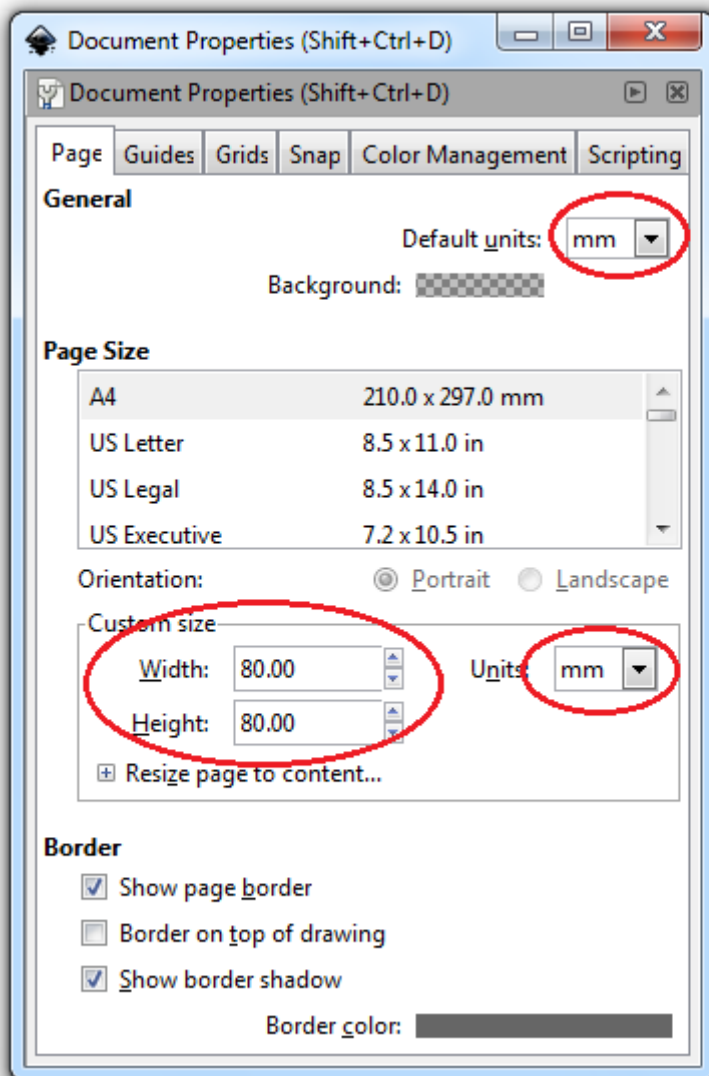 Document Properties (Shift+Ctrl+D)
Document Properties (Shift+Ctrl+D)
Page Guides Grids Snap Color Management Scripting
General
Default units: mm
Background:
Page Size
A4 210.0 x 297.0 mm
US Letter 8.5 x 11.0 in
US Legal 8.5 x 14.0 in
US Executive 7.2 x 10.5 in
Orientation: Portrait Landscape
Custom size
Width: 80.00 Units: mm
Height: 80.00
Resize page to content...
Border
Show page border
Border on top of drawing
Show border shadow
Border color: